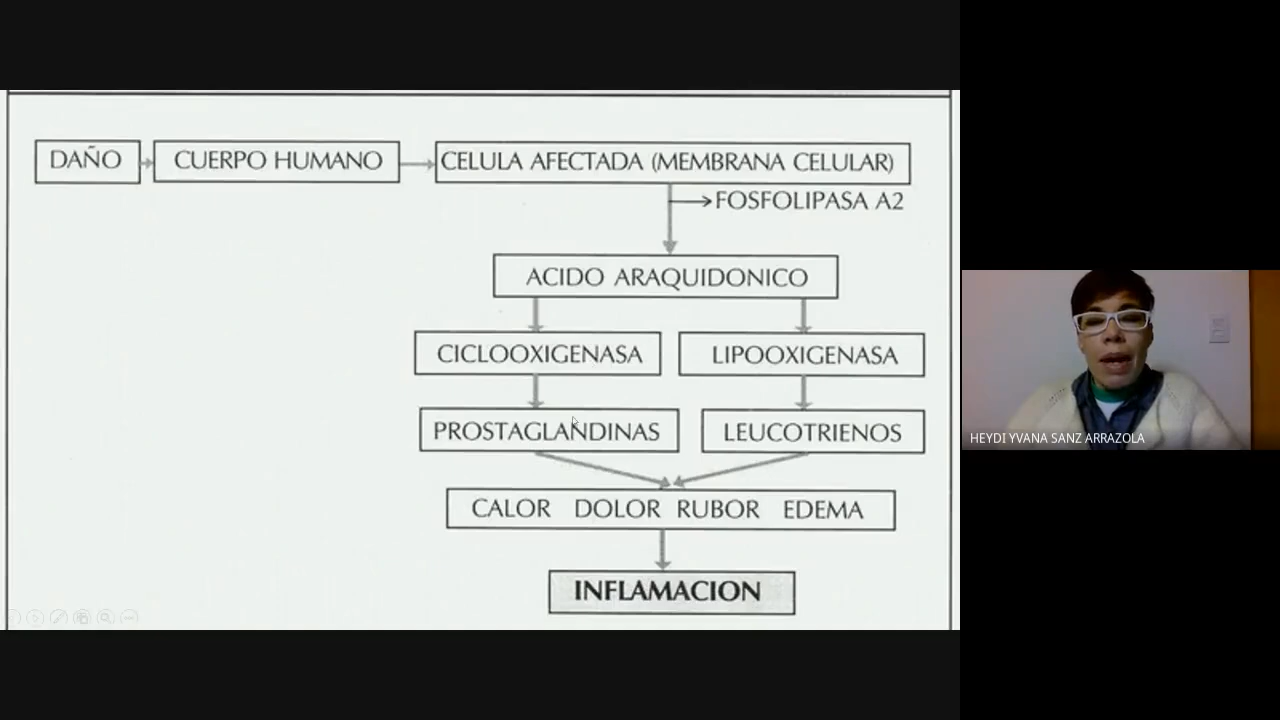 DAÑO
CUERPO HUMANO
CELULA AFECTADA (MEMBRANA CELULAR)
FOSFOLIPASA A2
ACIDO ARAQUIDONICO
CICLOOXIGENASA
LIPOOXIGENASA
PROSTAGLANDINAS
LEUCOTRIENOS
CALOR DOLOR RUBOR EDEMA
INFLAMACION
HEYDI YVANA SANZ ARRAZOLA